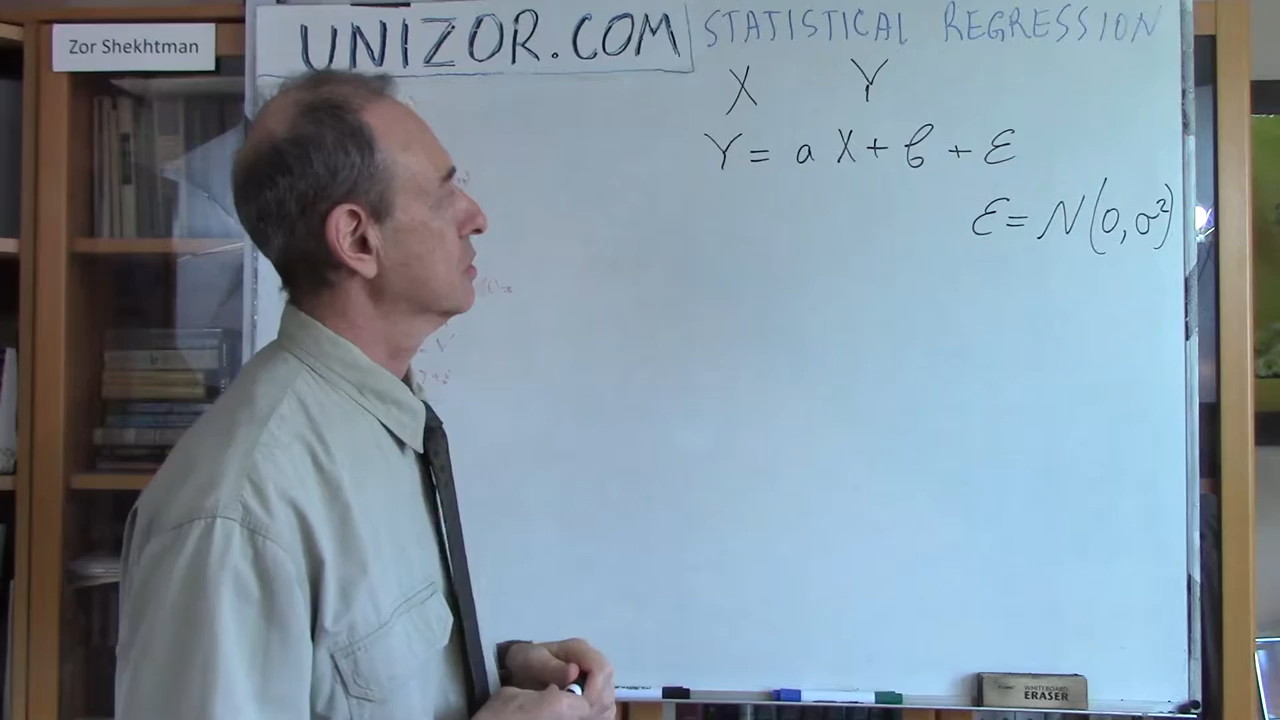 Zor Shekhtman
UNIZOR.COM
STATISTICAL REGRESSION
X Y
Y = a X + b + ε
ε = N(0, σ²)
WHITEBOARD
ERASER